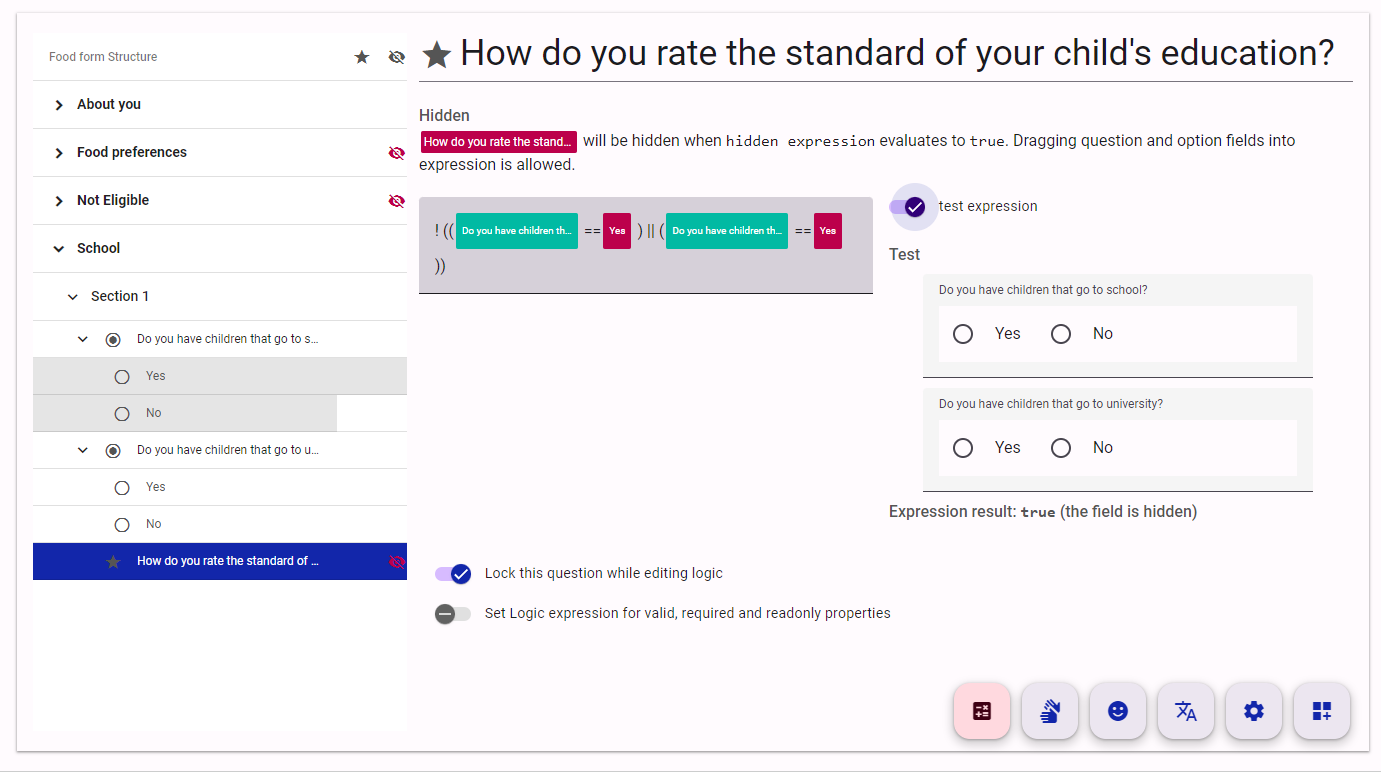 Food form Structure
About you
Food preferences
Not Eligible
School
Section 1
Do you have children that go to s...
Yes
No
Do you have children that go to u...
Yes
No
How do you rate the standard of ...
How do you rate the standard of your child's education?
Hidden
How do you rate the stand... will be hidden when hidden expression evaluates to true. Dragging question and option fields into
expression is allowed.
! (( Do you have children th... == Yes ) || ( Do you have children th... == Yes
))
test expression
Test
Do you have children that go to school?
Yes No
Do you have children that go to university?
Yes No
Expression result: true (the field is hidden)
Lock this question while editing logic
Set Logic expression for valid, required and readonly properties